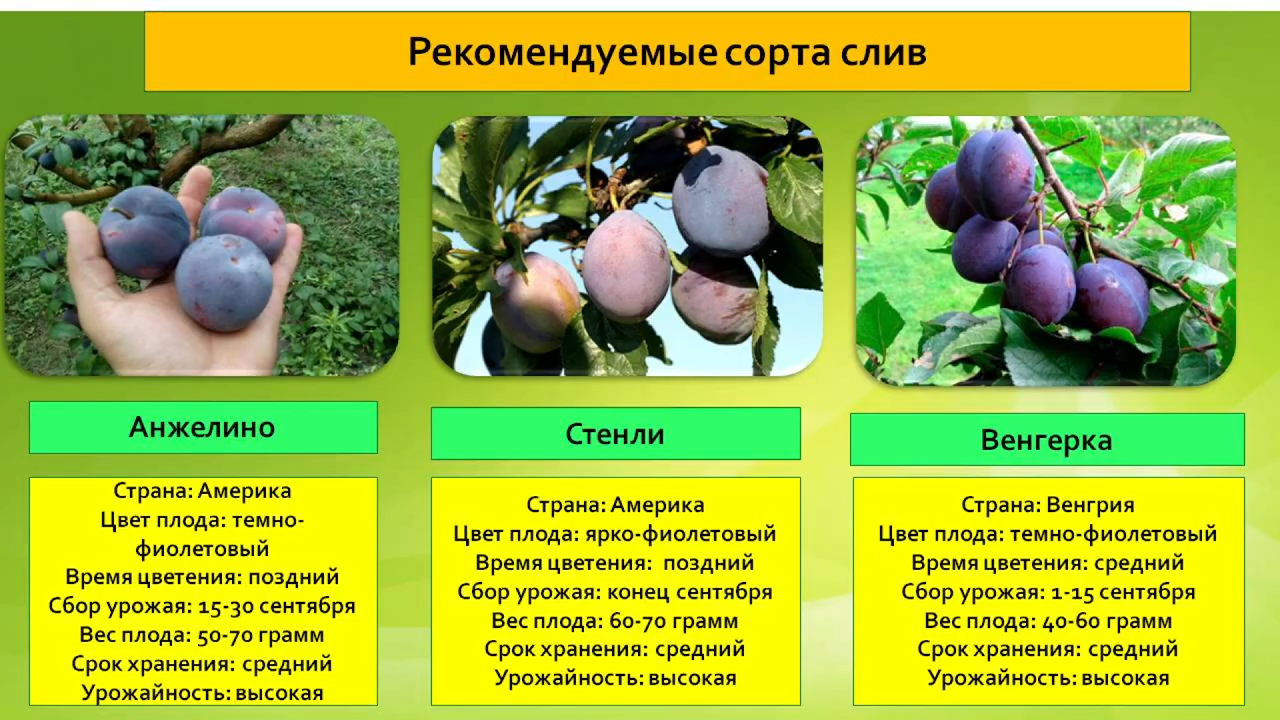 Рекомендуемые сорта слив
Анжелино
Страна: Америка
Цвет плода: темно-
фиолетовый
Время цветения: поздний
Сбор урожая: 15-30 сентября
Вес плода: 50-70 грамм
Срок хранения: средний
Урожайность: высокая
Стенли
Страна: Америка
Цвет плода: ярко-фиолетовый
Время цветения: поздний
Сбор урожая: конец сентября
Вес плода: 60-70 грамм
Срок хранения: средний
Урожайность: высокая
Венгерка
Страна: Венгрия
Цвет плода: темно-фиолетовый
Время цветения: средний
Сбор урожая: 1-15 сентября
Вес плода: 40-60 грамм
Срок хранения: средний
Урожайность: высокая